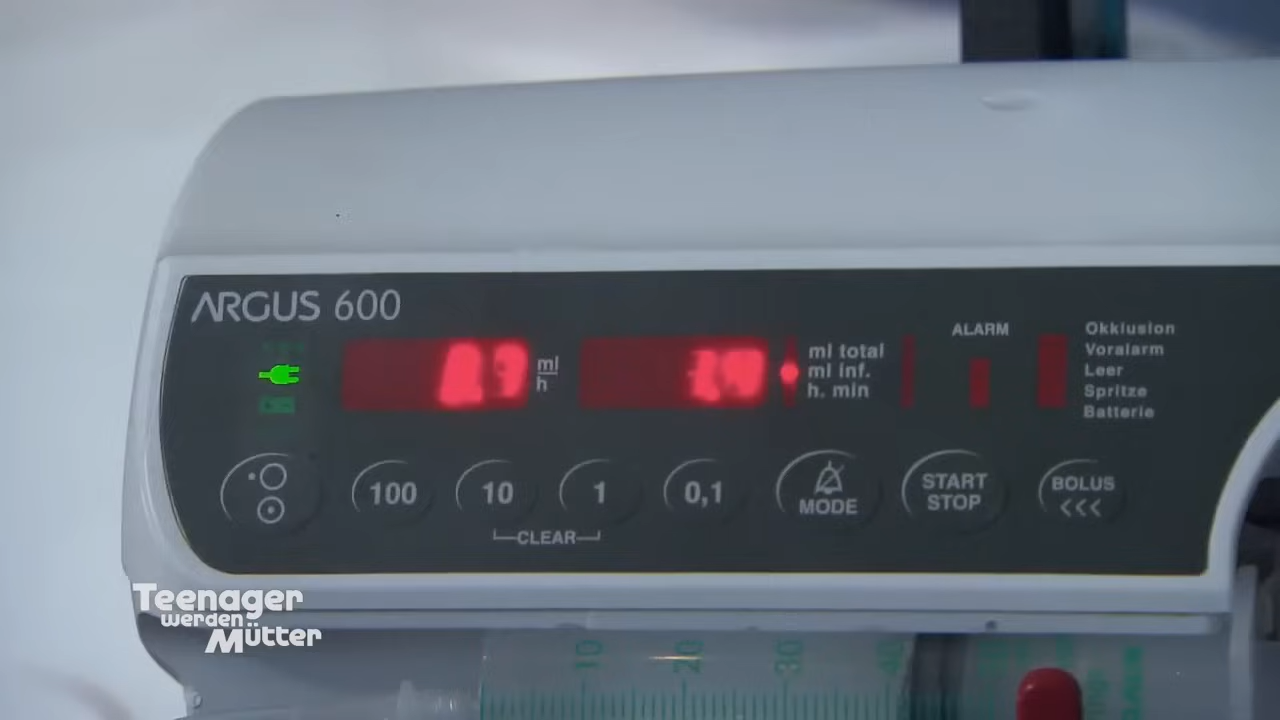 ARGUS 600
ml
h
ml total
ml inf.
h. min
ALARM
Okklusion
Voralarm
Leer
Spritze
Batterie
100
10
1
0,1
MODE
START
STOP
BOLUS
<<<
CLEAR
Teenager
werden
Mütter
10
20
30
40